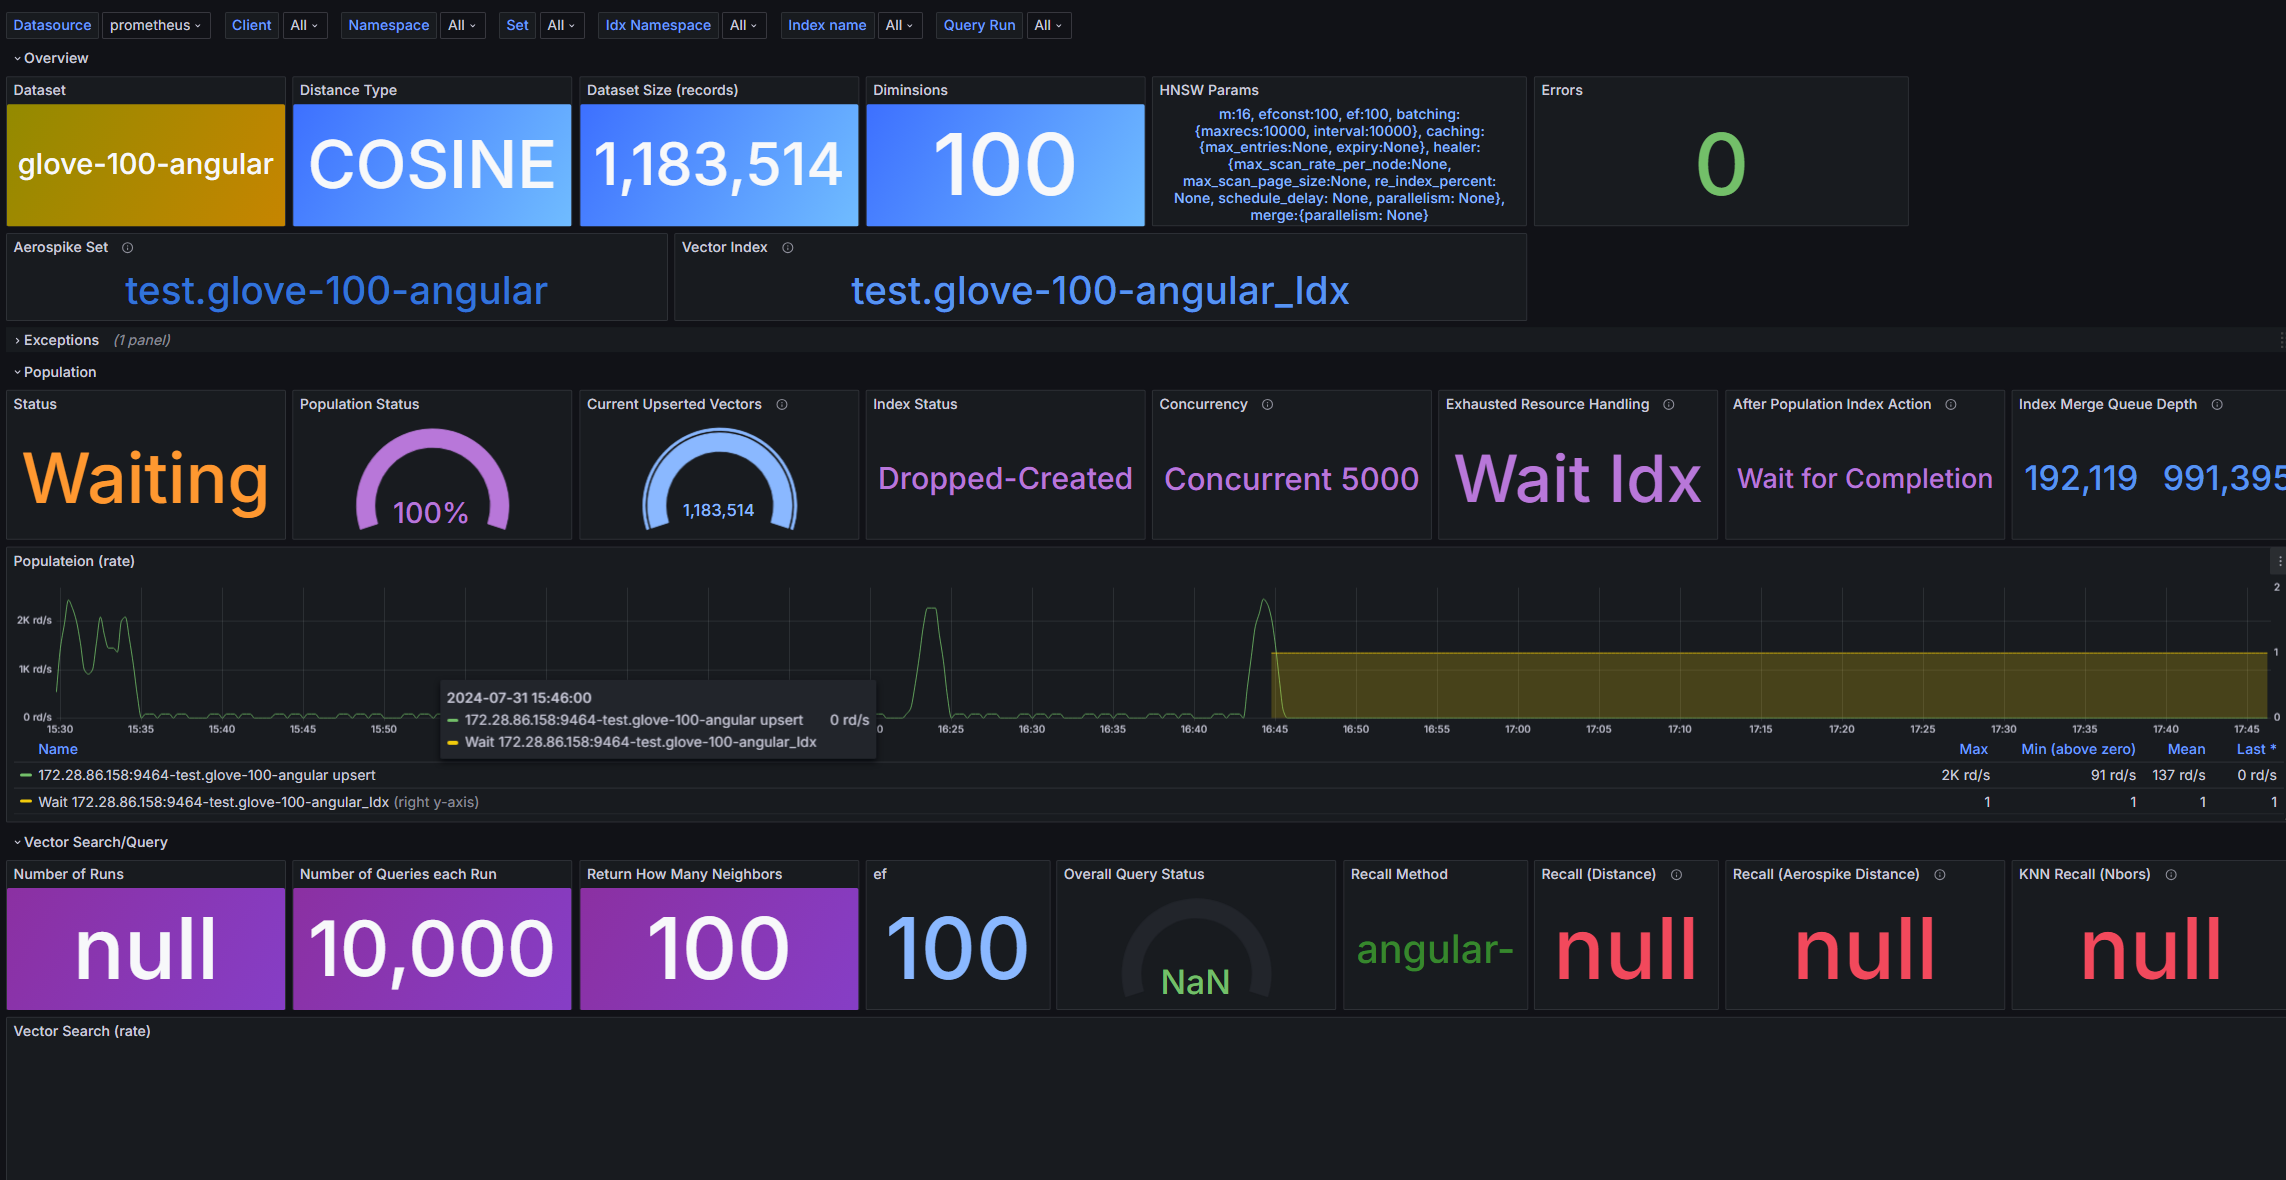 Datasource prometheus Client All Namespace All Set All Idx Namespace All Index name All Query Run All
Overview
Dataset
glove-100-angular
Distance Type
COSINE
Dataset Size (records)
1,183,514
Diminsions
100
HNSW Params
m:16, efconst:100, ef:100, batching:
{maxrecs:10000, interval:10000}, caching:
{max_entries:None, expiry:None}, healer:
{max_scan_rate_per_node:None,
max_scan_page_size:None, re_index_percent:
None, schedule_delay: None, parallelism: None},
merge:{parallelism: None}
Errors
0
Aerospike Set
test.glove-100-angular
Vector Index
test.glove-100-angular_Idx
Exceptions (1 panel)
Population
Status
Waiting
Population Status
100%
Current Upserted Vectors
1,183,514
Index Status
Dropped-Created
Concurrency
Concurrent 5000
Exhausted Resource Handling
Wait Idx
After Population Index Action
Wait for Completion
Index Merge Queue Depth
192,119 991,395
Populateion (rate)
2K rd/s
1K rd/s
0 rd/s
2
1
0
15:30 15:35 15:40 15:45 15:50 0 16:25 16:30 16:35 16:40 16:45 16:50 16:55 17:00 17:05 17:10 17:15 17:20 17:25 17:30 17:35 17:40 17:45
2024-07-31 15:46:00
172.28.86.158:9464-test.glove-100-angular upsert 0 rd/s
Wait 172.28.86.158:9464-test.glove-100-angular_Idx
Name Max Min (above zero) Mean Last *
172.28.86.158:9464-test.glove-100-angular upsert 2K rd/s 91 rd/s 137 rd/s 0 rd/s
Wait 172.28.86.158:9464-test.glove-100-angular_Idx (right y-axis) 1 1 1 1
Vector Search/Query
Number of Runs
null
Number of Queries each Run
10,000
Return How Many Neighbors
100
ef
100
Overall Query Status
NaN
Recall Method
angular-
Recall (Distance)
null
Recall (Aerospike Distance)
null
KNN Recall (Nbors)
null
Vector Search (rate)